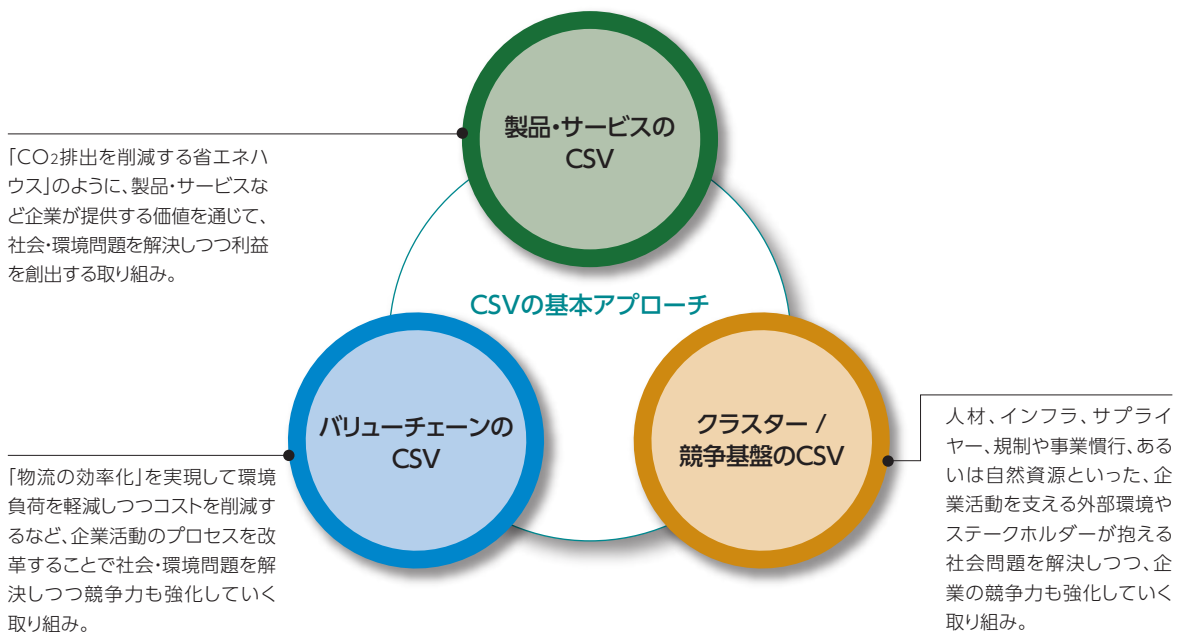 製品・サービスの
CSV
「CO2排出を削減する省エネハ
ウス」のように、製品・サービスな
ど企業が提供する価値を通じて、
社会・環境問題を解決しつつ利益
を創出する取り組み。
CSVの基本アプローチ
バリューチェーンの
CSV
「物流の効率化」を実現して環境
負荷を軽減しつつコストを削減す
るなど、企業活動のプロセスを改
革することで社会・環境問題を解
決しつつ競争力も強化していく
取り組み。
クラスター /
競争基盤のCSV
人材、インフラ、サプライ
ヤー、規制や事業慣行、ある
いは自然資源といった、企
業活動を支える外部環境や
ステークホルダーが抱える
社会問題を解決しつつ、企
業の競争力も強化していく
取り組み。